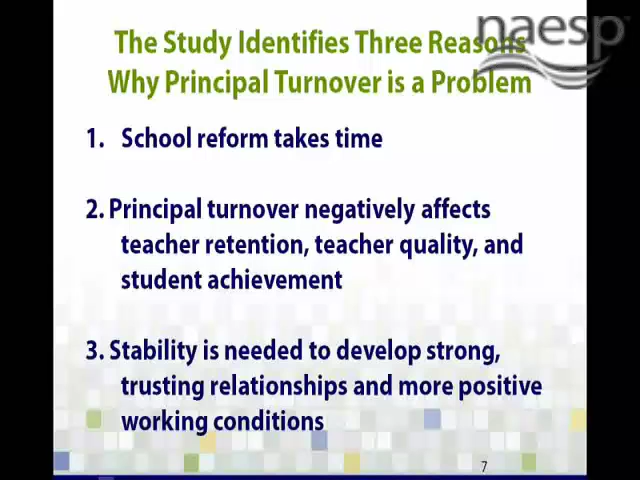 naesp
The Study Identifies Three Reasons
Why Principal Turnover is a Problem
1. School reform takes time
2. Principal turnover negatively affects
teacher retention, teacher quality, and
student achievement
3. Stability is needed to develop strong,
trusting relationships and more positive
working conditions
7